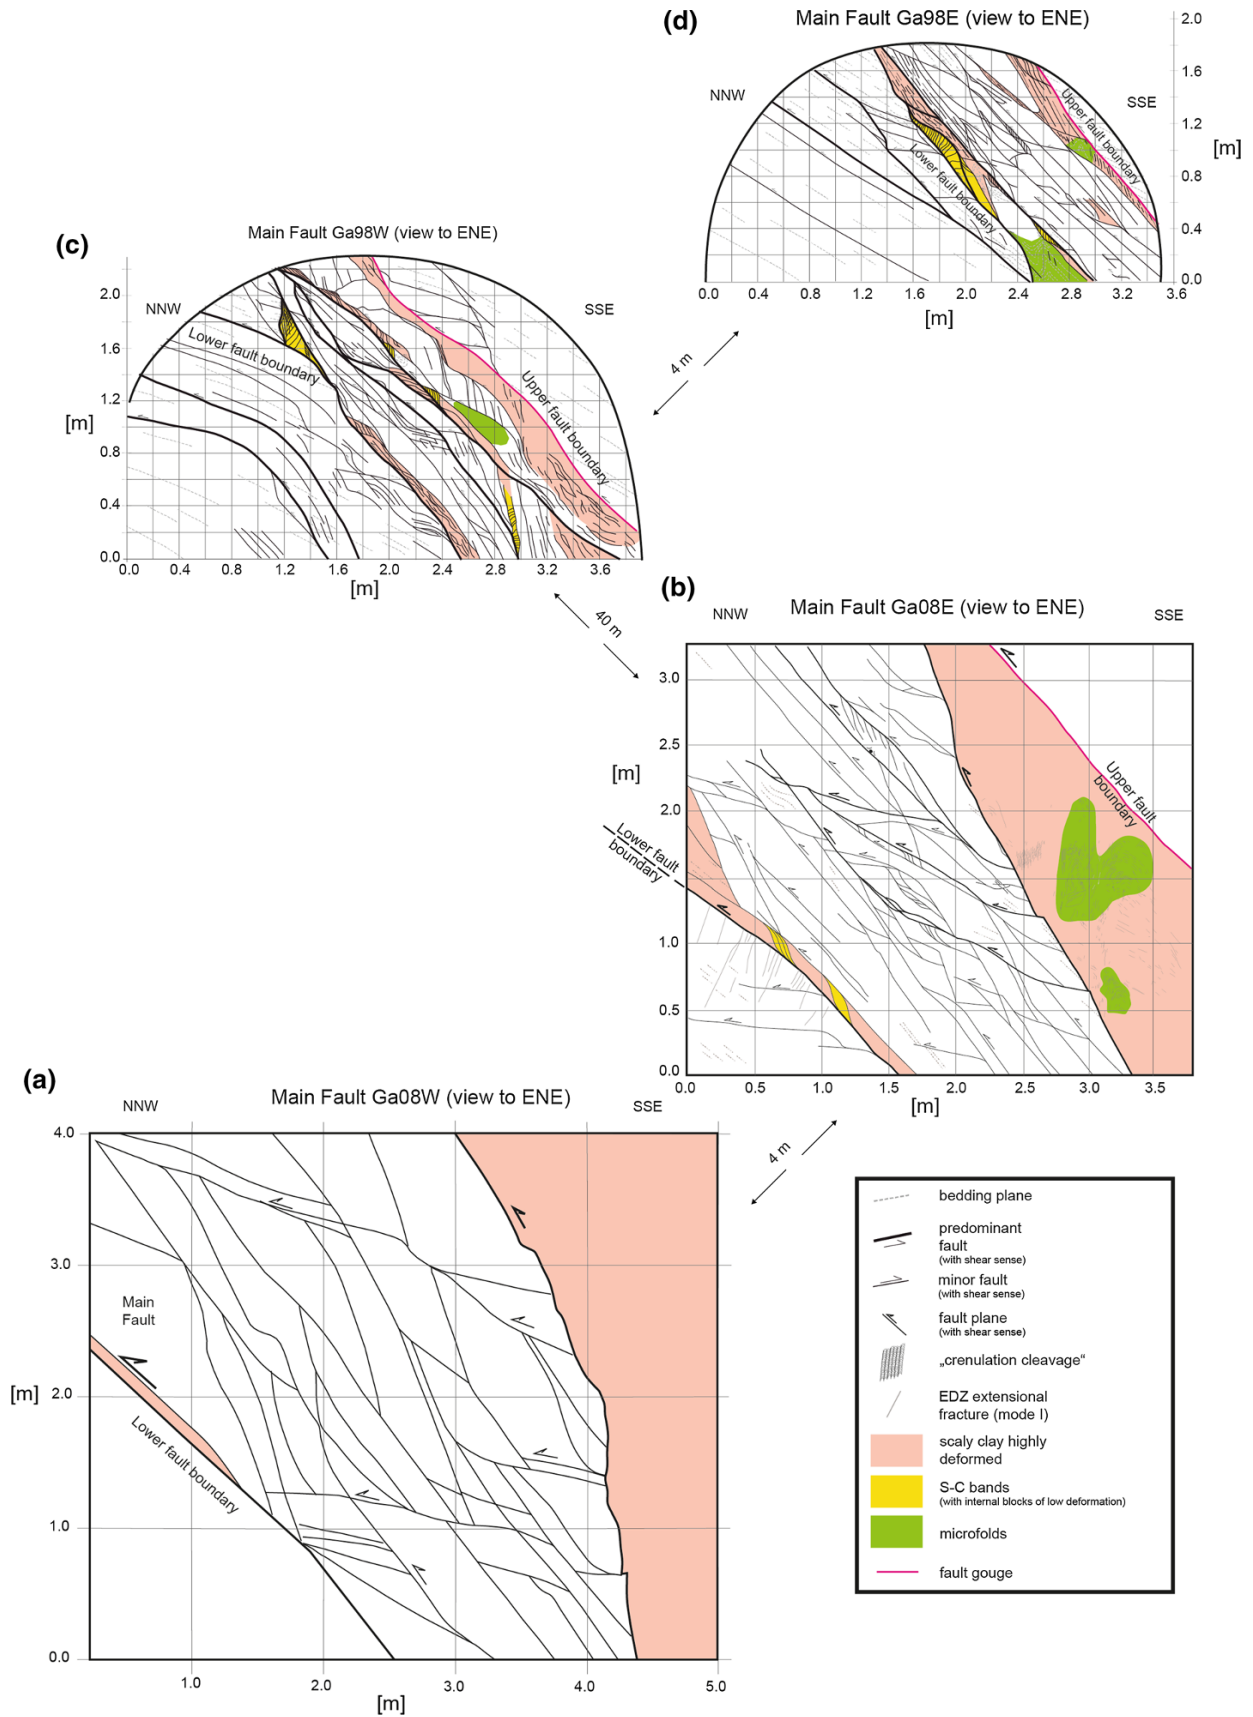 (d)
Main Fault Ga98E (view to ENE)
NNW
SSE
2.0
1.6
1.2
0.8
0.4
0.0
[m]
Upper fault boundary
Lower fault boundary
0.0 0.4 0.8 1.2 1.6 2.0 2.4 2.8 3.2 3.6
[m]
4 m
(c)
Main Fault Ga98W (view to ENE)
NNW
SSE
2.0
1.6
1.2
0.8
0.4
0.0
[m]
Lower fault boundary
Upper fault boundary
0.0 0.4 0.8 1.2 1.6 2.0 2.4 2.8 3.2 3.6
[m]
40 m
(b)
Main Fault Ga08E (view to ENE)
NNW
SSE
3.0
2.5
2.0
1.0
0.5
0.0
[m]
Upper fault
boundary
Lower fault
boundary
0.0 0.5 1.0 1.5 2.0 2.5 3.0 3.5
[m]
4 m
(a)
Main Fault Ga08W (view to ENE)
NNW
SSE
4.0
3.0
2.0
1.0
0.0
[m]
Main
Fault
Lower fault boundary
1.0 2.0 3.0 4.0 5.0
[m]
bedding plane
predominant
fault
(with shear sense)
minor fault
(with shear sense)
fault plane
(with shear sense)
„crenulation cleavage“
EDZ extensional
fracture (mode I)
scaly clay highly
deformed
S-C bands
(with internal blocks of low deformation)
microfolds
fault gouge